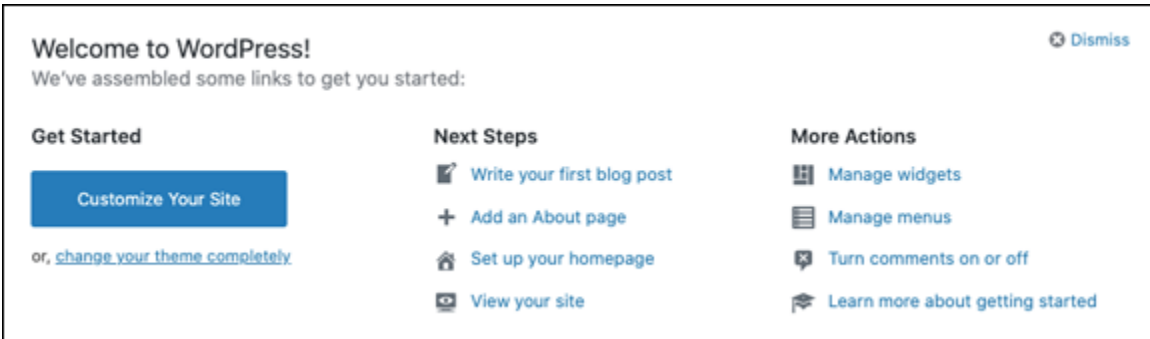 Welcome to WordPress!
Dismiss
We've assembled some links to get you started:
Get Started
Customize Your Site
or, change your theme completely
Next Steps
Write your first blog post
Add an About page
Set up your homepage
View your site
More Actions
Manage widgets
Manage menus
Turn comments on or off
Learn more about getting started